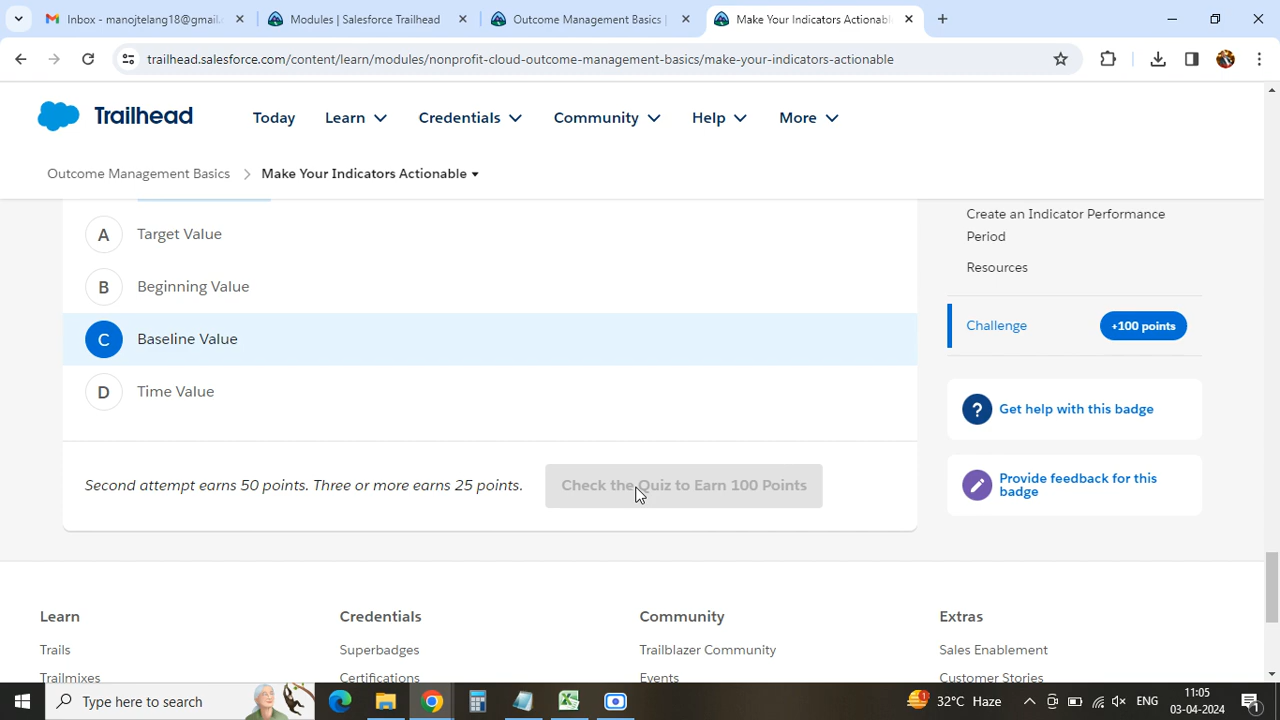 Inbox - manojtelang18@gmail.
Modules | Salesforce Trailhead
Outcome Management Basics |
Make Your Indicators Actionable
trailhead.salesforce.com/content/learn/modules/nonprofit-cloud-outcome-management-basics/make-your-indicators-actionable
Trailhead
Today
Learn
Credentials
Community
Help
More
Outcome Management Basics
Make Your Indicators Actionable
A Target Value
B Beginning Value
C Baseline Value
D Time Value
Second attempt earns 50 points. Three or more earns 25 points.
Check the Quiz to Earn 100 Points
Create an Indicator Performance
Period
Resources
Challenge
+100 points
? Get help with this badge
Provide feedback for this
badge
Learn
Credentials
Community
Extras
Trails
Superbadges
Trailblazer Community
Sales Enablement
Trailmixes
Certifications
Events
Customer Stories
Type here to search
1
32°C Haze
ENG
11:05
03-04-2024
1